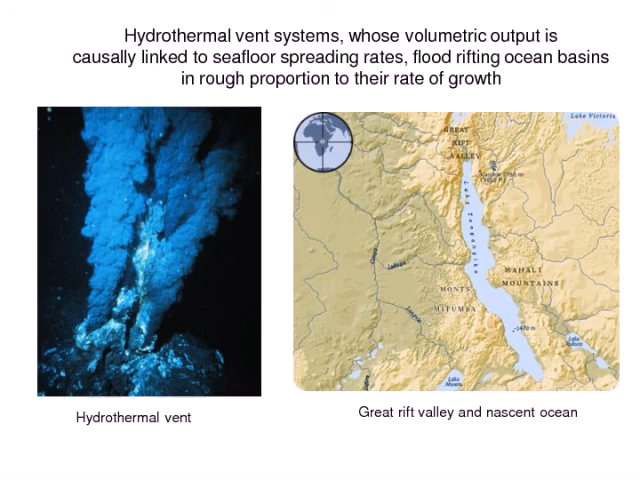 Hydrothermal vent systems, whose volumetric output is
causally linked to seafloor spreading rates, flood rifting ocean basins
in rough proportion to their rate of growth
Lake Victoria
GREAT
RIFT
VALLEY
Lake Tanganyika
MAHALI
MOUNTAINS
MONTS
MITUMBA
-1470 m
Lake
Lake
Hydrothermal vent
Great rift valley and nascent ocean